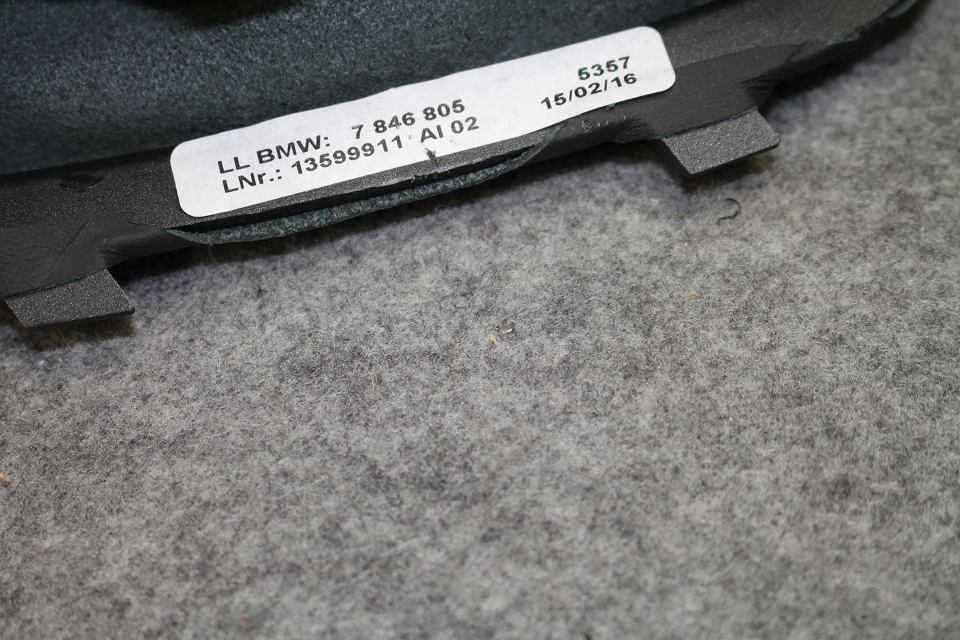 LL BMW: 7 846 805 5357
LNr.: 13599911 AI 02 15/02/16